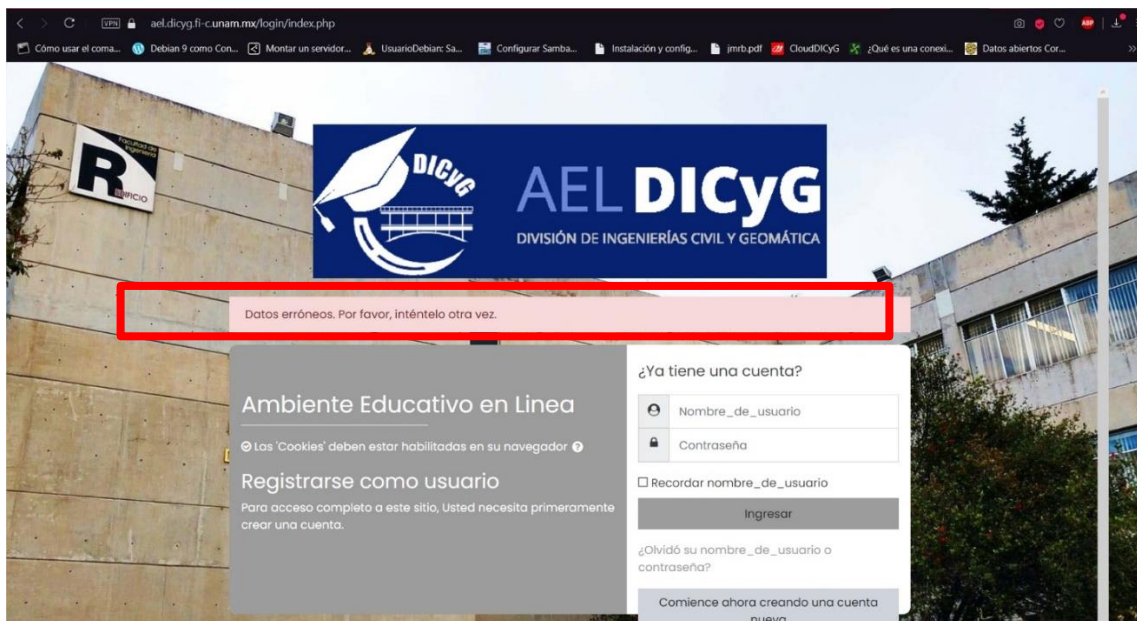 VPN ael.dicyg.fi-c.unam.mx/login/index.php
Cómo usar el coma... Debian 9 como Con... Montar un servidor... UsuarioDebian: Sa... Configurar Samba... Instalación y config... jmrb.pdf CloudDICyG ¿Qué es una conexi... Datos abiertos Cor...
Facultad de
Ingeniería
R
EDIFICIO
DICyG
AEL DICyG
DIVISIÓN DE INGENIERÍAS CIVIL Y GEOMÁTICA
Datos erróneos. Por favor, inténtelo otra vez.
Ambiente Educativo en Linea
Las 'Cookies' deben estar habilitadas en su navegador
Registrarse como usuario
Para acceso completo a este sitio, Usted necesita primeramente
crear una cuenta.
¿Ya tiene una cuenta?
Nombre_de_usuario
Contraseña
Recordar nombre_de_usuario
Ingresar
¿Olvidó su nombre_de_usuario o
contraseña?
Comience ahora creando una cuenta
nueva